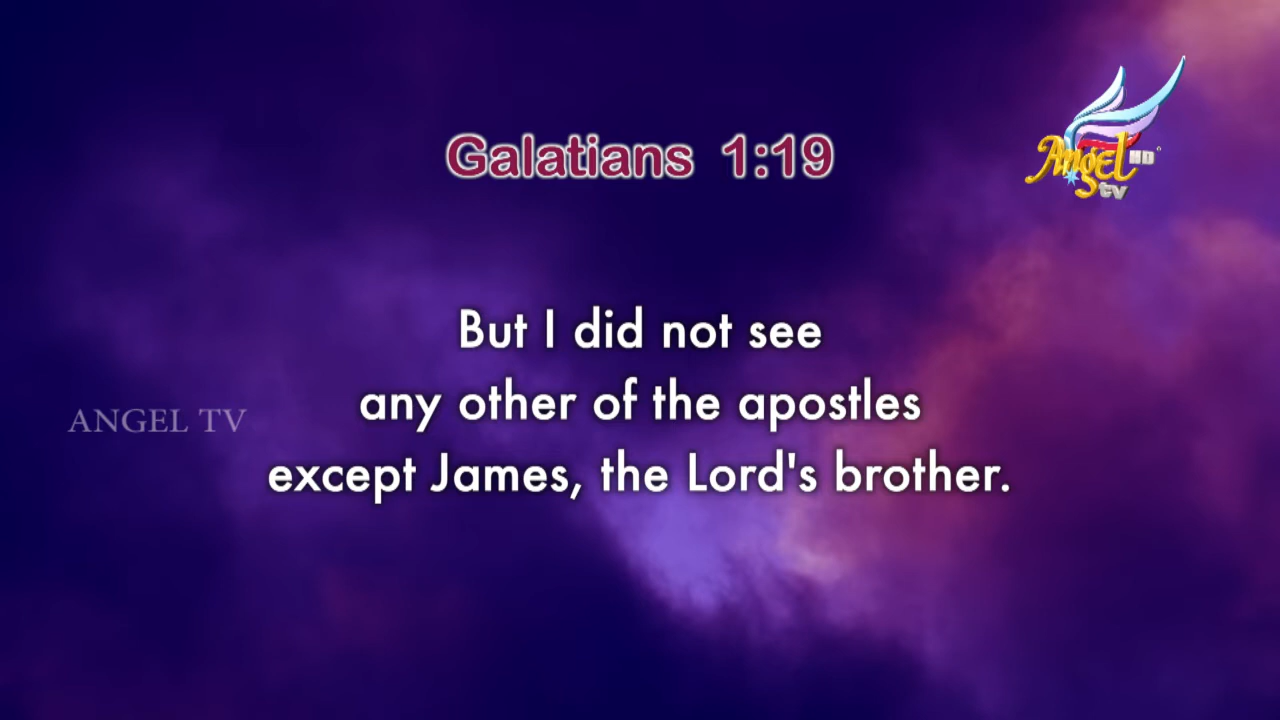 Galatians 1:19
Angel HD
tv
But I did not see
any other of the apostles
ANGEL TV
except James, the Lord's brother.